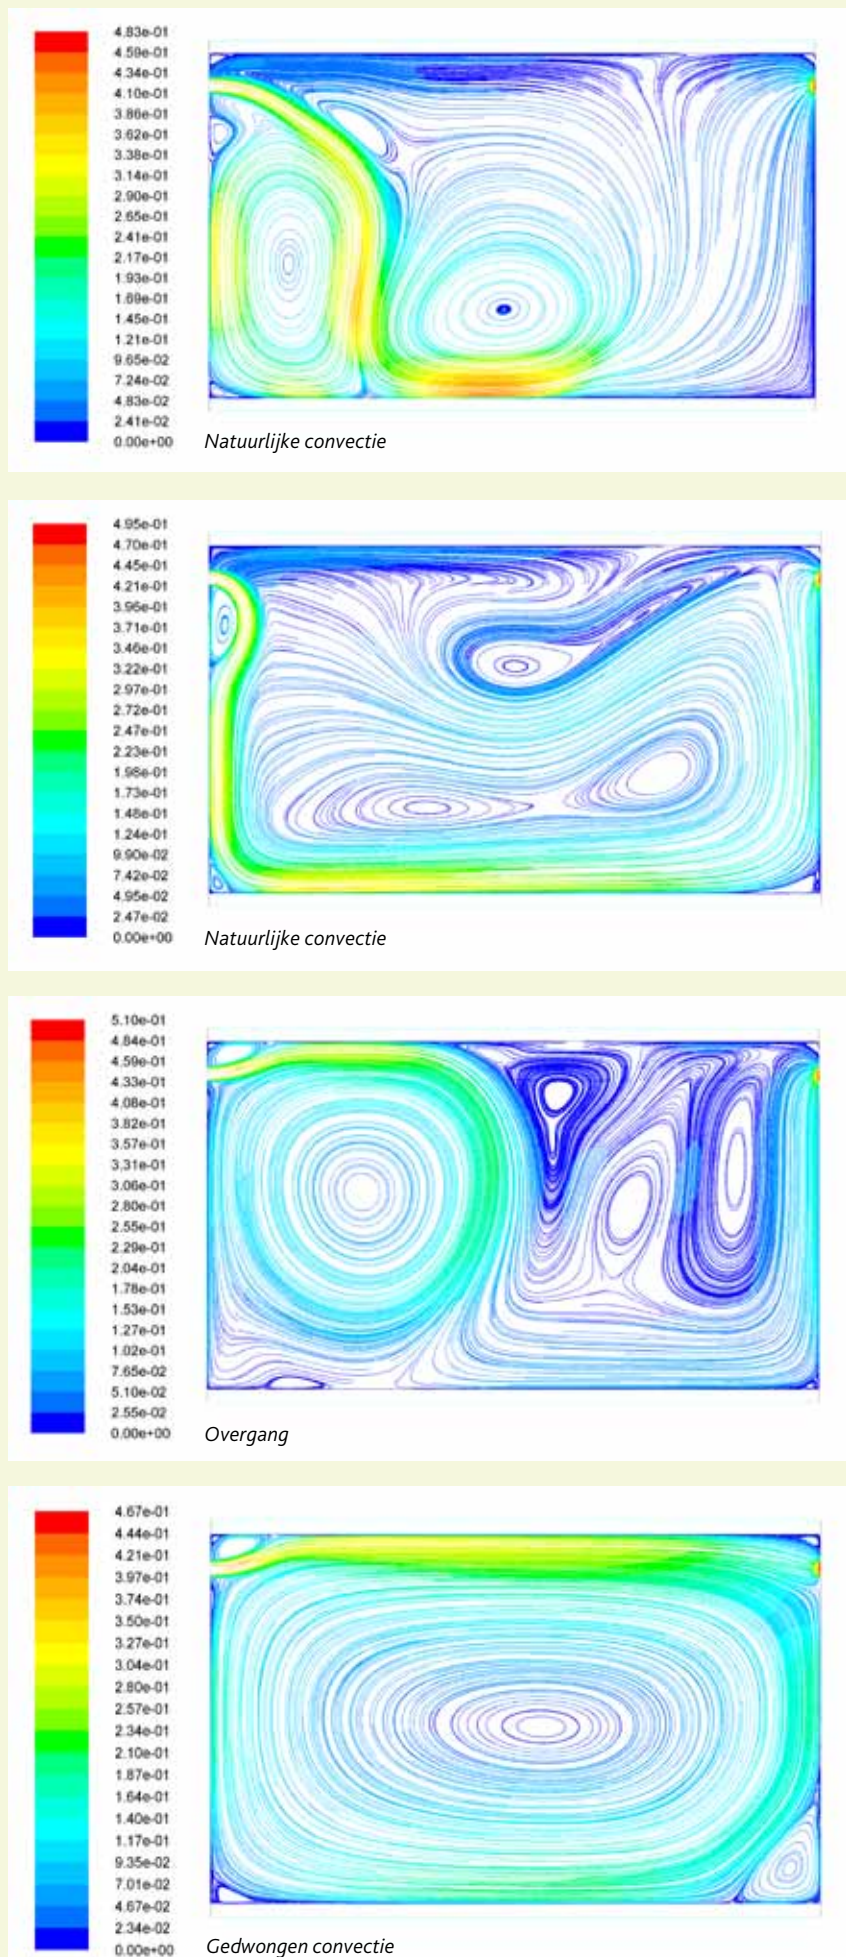 4.83e-01
4.59e-01
4.34e-01
4.10e-01
3.86e-01
3.62e-01
3.38e-01
3.14e-01
2.90e-01
2.65e-01
2.41e-01
2.17e-01
1.93e-01
1.69e-01
1.45e-01
1.21e-01
9.65e-02
7.24e-02
4.83e-02
2.41e-02
0.00e+00
Natuurlijke convectie
4.95e-01
4.70e-01
4.45e-01
4.21e-01
3.96e-01
3.71e-01
3.46e-01
3.22e-01
2.97e-01
2.72e-01
2.47e-01
2.23e-01
1.98e-01
1.73e-01
1.48e-01
1.24e-01
9.90e-02
7.42e-02
4.95e-02
2.47e-02
0.00e+00
Natuurlijke convectie
5.10e-01
4.84e-01
4.59e-01
4.33e-01
4.08e-01
3.82e-01
3.57e-01
3.31e-01
3.06e-01
2.80e-01
2.55e-01
2.29e-01
2.04e-01
1.78e-01
1.53e-01
1.27e-01
1.02e-01
7.65e-02
5.10e-02
2.55e-02
0.00e+00
Overgang
4.67e-01
4.44e-01
4.21e-01
3.97e-01
3.74e-01
3.50e-01
3.27e-01
3.04e-01
2.80e-01
2.57e-01
2.34e-01
2.10e-01
1.87e-01
1.64e-01
1.40e-01
1.17e-01
9.35e-02
7.01e-02
4.67e-02
2.34e-02
0.00e+00
Gedwongen convectie